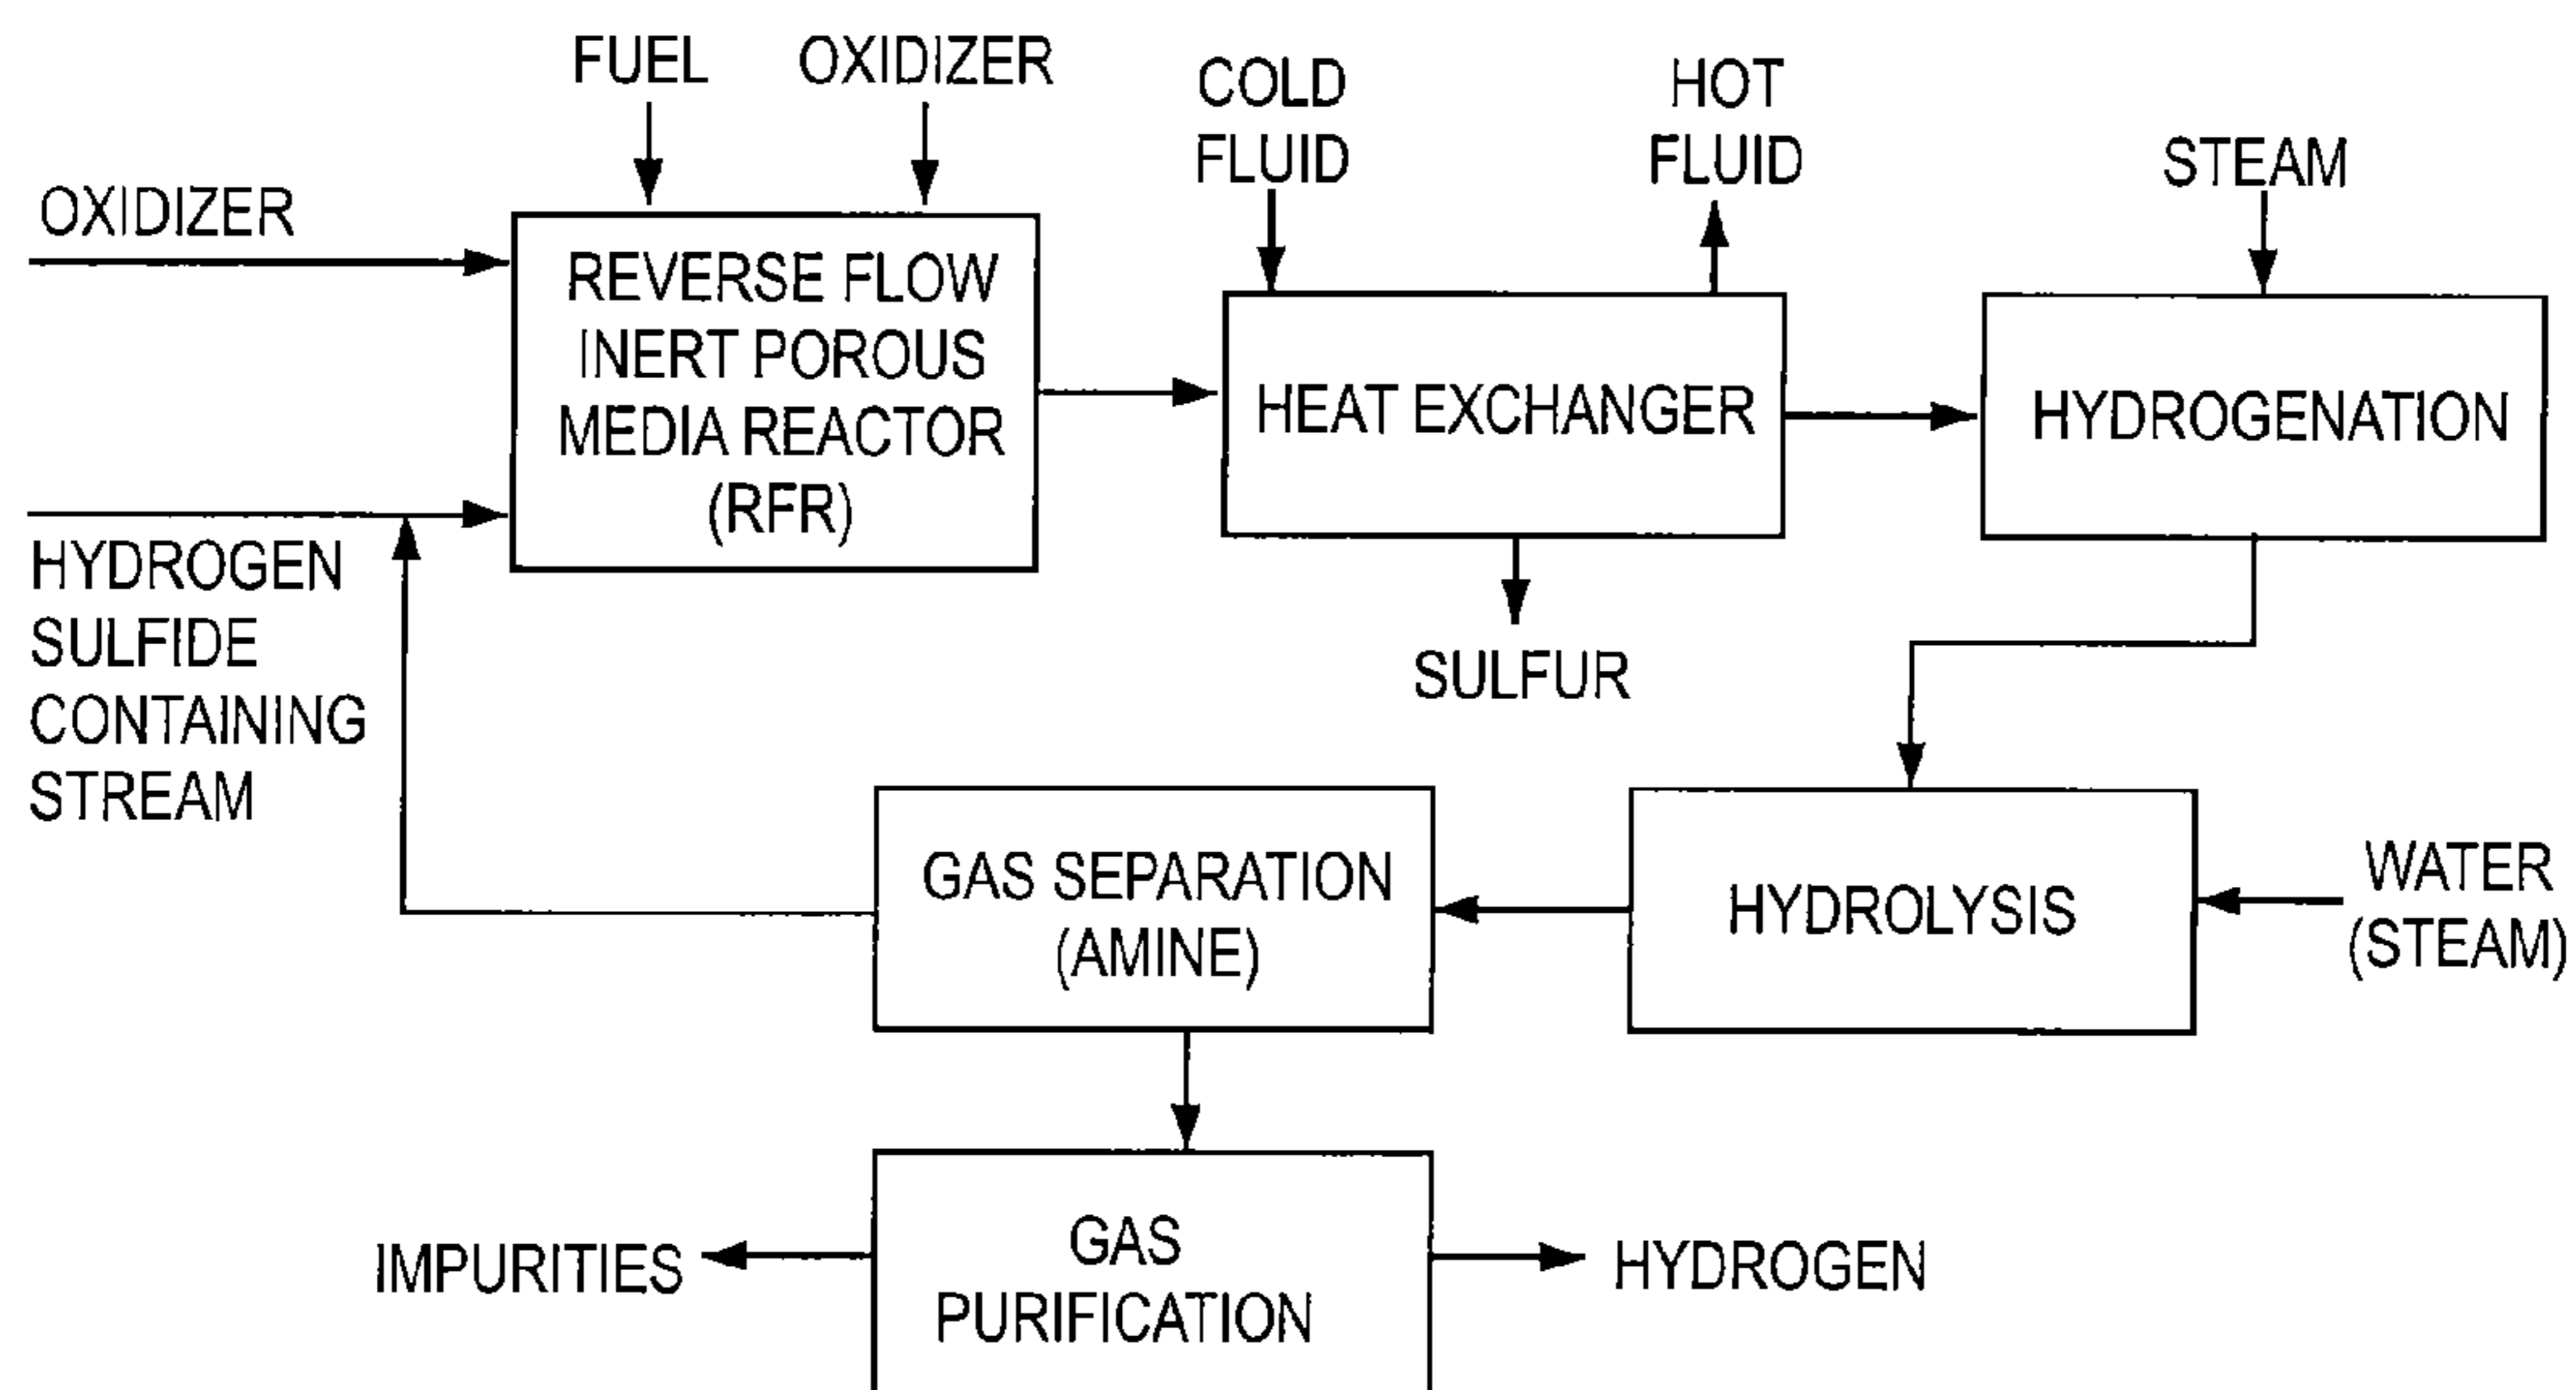 FUEL
OXIDIZER
COLD
FLUID
HOT
FLUID
STEAM
OXIDIZER
REVERSE FLOW
INERT POROUS
MEDIA REACTOR
(RFR)
HEAT EXCHANGER
HYDROGENATION
HYDROGEN
SULFIDE
CONTAINING
STREAM
SULFUR
GAS SEPARATION
(AMINE)
HYDROLYSIS
WATER
(STEAM)
IMPURITIES
GAS
PURIFICATION
HYDROGEN